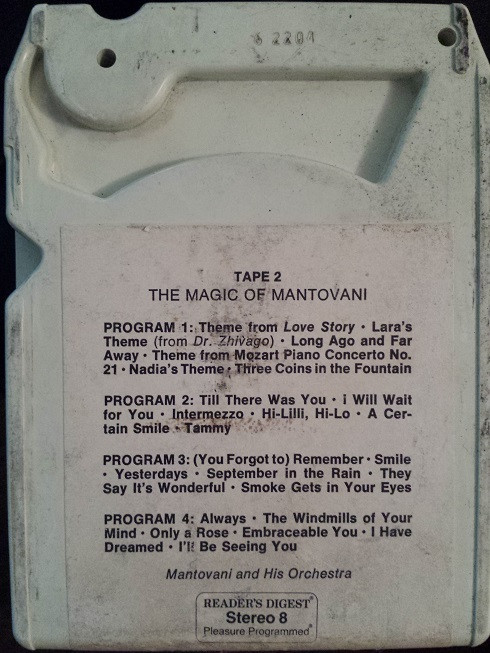 2204
TAPE 2
THE MAGIC OF MANTOVANI
PROGRAM 1: Theme from Love Story • Lara's
Theme (from Dr. Zhivago) • Long Ago and Far
Away • Theme from Mozart Piano Concerto No.
21 • Nadia's Theme • Three Coins in the Fountain
PROGRAM 2: Till There Was You • I Will Wait
for You • Intermezzo • Hi-Lilli, Hi-Lo • A Cer-
tain Smile • Tammy
PROGRAM 3: (You Forgot to) Remember • Smile
• Yesterdays • September in the Rain • They
Say It's Wonderful • Smoke Gets in Your Eyes
PROGRAM 4: Always • The Windmills of Your
Mind • Only a Rose • Embraceable You • I Have
Dreamed • I'll Be Seeing You
Mantovani and His Orchestra
READER'S DIGEST®
Stereo 8
Pleasure Programmed®